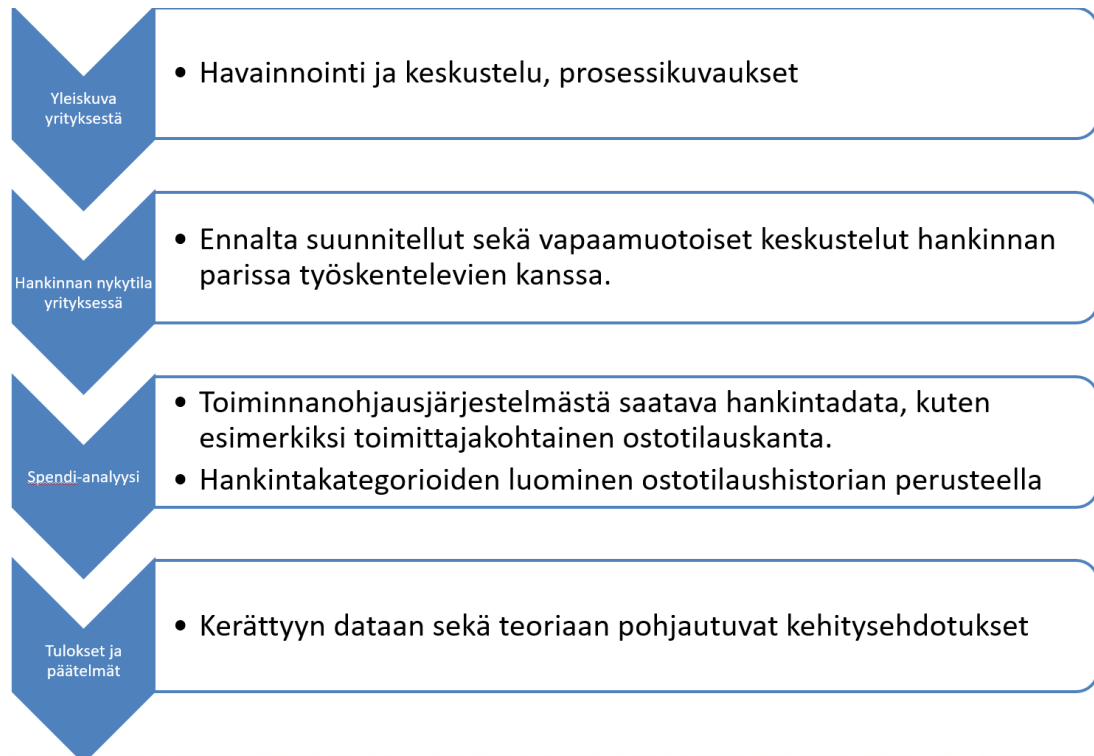 Yleiskuva
yrityksestä
• Havainnointi ja keskustelu, prosessikuvaukset
Hankinnan nykytila
yrityksessä
• Ennalta suunnitellut sekä vapaamuotoiset keskustelut hankinnan
parissa työskentelevien kanssa.
Spendi-analyysi
• Toiminnanohjausjärjestelmästä saatava hankintadata, kuten
esimerkiksi toimittajakohtainen ostotilauskanta.
• Hankintakategorioiden luominen ostotilaushistorian perusteella
Tulokset ja
päätelmät
• Kerättyyn dataan sekä teoriaan pohjautuvat kehitysehdotukset